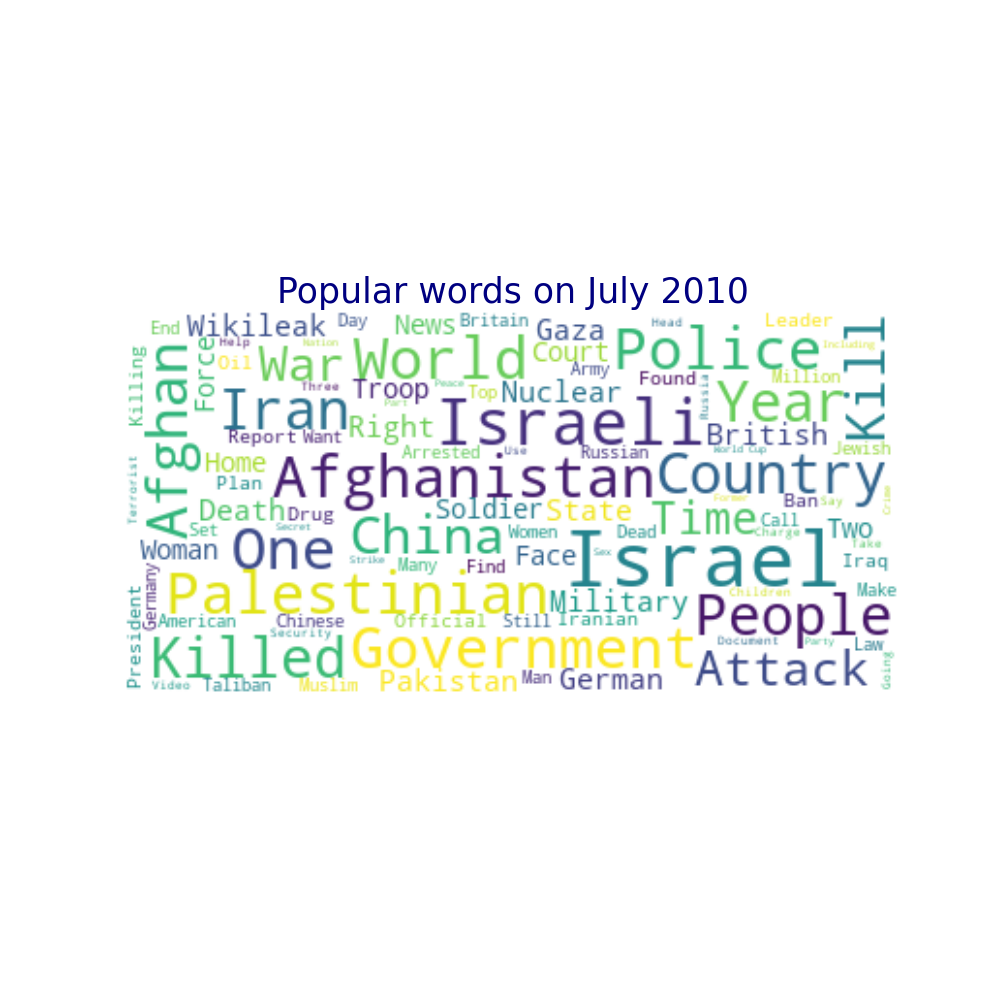 Popular words on July 2010
End Wikileak Day News Britain Gaza Head Leader
Help Nation War World Court Police Including
Oil Army Found Million Kill
Killing Force Three Troop Peace Top Nuclear Russia Year
Afghan Iran Part Israeli
Report Want Right British
Arrested Use Russian World Cup Jewish
Home Afghanistan Country
Terrorist Plan Crime
Death Drug Soldier State Former Ban Say
Set Secret China Women Dead Time Call Charge Two Take
Woman One Strike Many Find Face Sex Israel Iraq
President Germany Palestinian Military Children Make
American Chinese Official Still Iranian People
Security Document Party Law
Killed Government Attack Going
Video Taliban Muslim Pakistan Man German